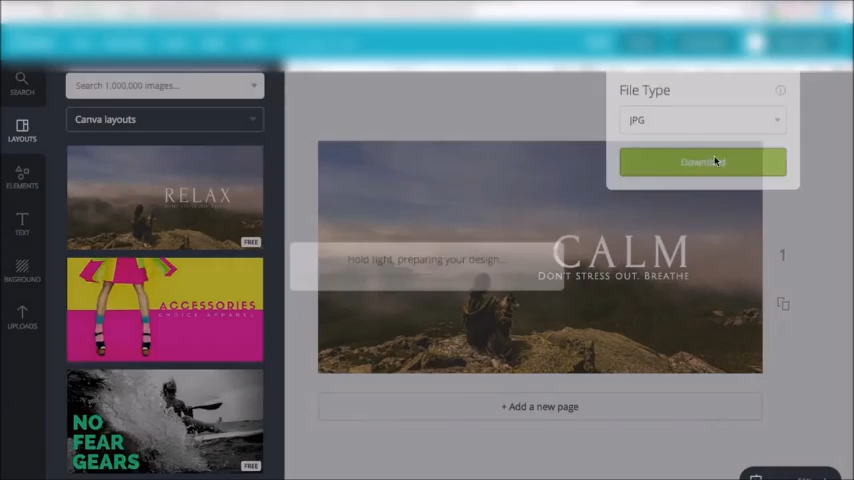 SEARCH
LAYOUTS
ELEMENTS
TEXT
BKGROUND
UPLOADS
Search 1,000,000 images...
Canva layouts
RELAX
FREE
ACCESSORIES
CHOICE APPAREL
NO
FEAR
GEARS
FREE
File Type
JPG
Download
Hold tight, preparing your design...
CALM
DON'T STRESS OUT. BREATHE
1
+ Add a new page